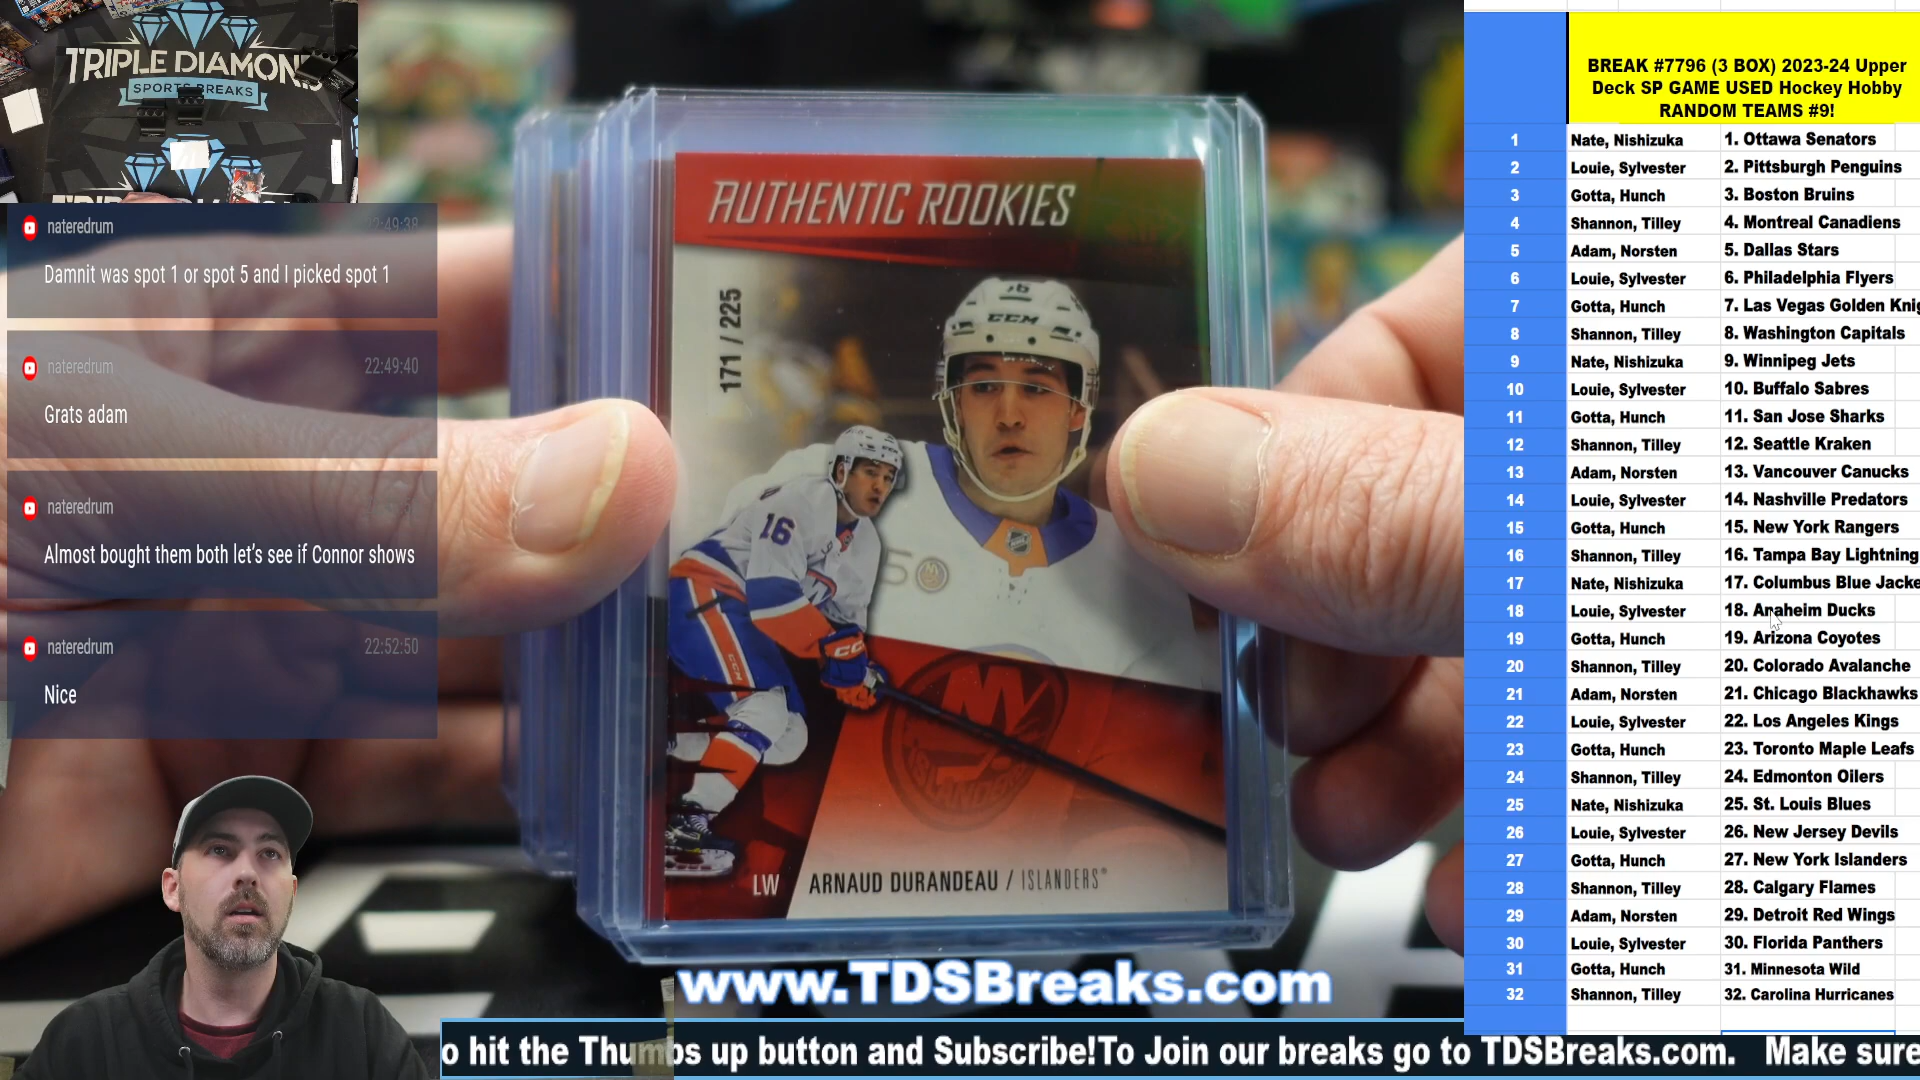 TRIPLE DIAMOND
SPORTS BREAKS
nateredrum 22:49:38
Damnit was spot 1 or spot 5 and I picked spot 1
nateredrum 22:49:40
Grats adam
nateredrum
Almost bought them both let's see if Connor shows
nateredrum 22:52:50
Nice
AUTHENTIC ROOKIES
171 / 225
16
CCM
16
CCM
NY
ISLANDERS
LW ARNAUD DURANDEAU / ISLANDERS®
www.TDSBreaks.com
o hit the Thumbs up button and Subscribe!To Join our breaks go to TDSBreaks.com. Make sure
BREAK #7796 (3 BOX) 2023-24 Upper
Deck SP GAME USED Hockey Hobby
RANDOM TEAMS #9!
1 Nate, Nishizuka 1. Ottawa Senators
2 Louie, Sylvester 2. Pittsburgh Penguins
3 Gotta, Hunch 3. Boston Bruins
4 Shannon, Tilley 4. Montreal Canadiens
5 Adam, Norsten 5. Dallas Stars
6 Louie, Sylvester 6. Philadelphia Flyers
7 Gotta, Hunch 7. Las Vegas Golden Knig
8 Shannon, Tilley 8. Washington Capitals
9 Nate, Nishizuka 9. Winnipeg Jets
10 Louie, Sylvester 10. Buffalo Sabres
11 Gotta, Hunch 11. San Jose Sharks
12 Shannon, Tilley 12. Seattle Kraken
13 Adam, Norsten 13. Vancouver Canucks
14 Louie, Sylvester 14. Nashville Predators
15 Gotta, Hunch 15. New York Rangers
16 Shannon, Tilley 16. Tampa Bay Lightning
17 Nate, Nishizuka 17. Columbus Blue Jacke
18 Louie, Sylvester 18. Anaheim Ducks
19 Gotta, Hunch 19. Arizona Coyotes
20 Shannon, Tilley 20. Colorado Avalanche
21 Adam, Norsten 21. Chicago Blackhawks
22 Louie, Sylvester 22. Los Angeles Kings
23 Gotta, Hunch 23. Toronto Maple Leafs
24 Shannon, Tilley 24. Edmonton Oilers
25 Nate, Nishizuka 25. St. Louis Blues
26 Louie, Sylvester 26. New Jersey Devils
27 Gotta, Hunch 27. New York Islanders
28 Shannon, Tilley 28. Calgary Flames
29 Adam, Norsten 29. Detroit Red Wings
30 Louie, Sylvester 30. Florida Panthers
31 Gotta, Hunch 31. Minnesota Wild
32 Shannon, Tilley 32. Carolina Hurricanes